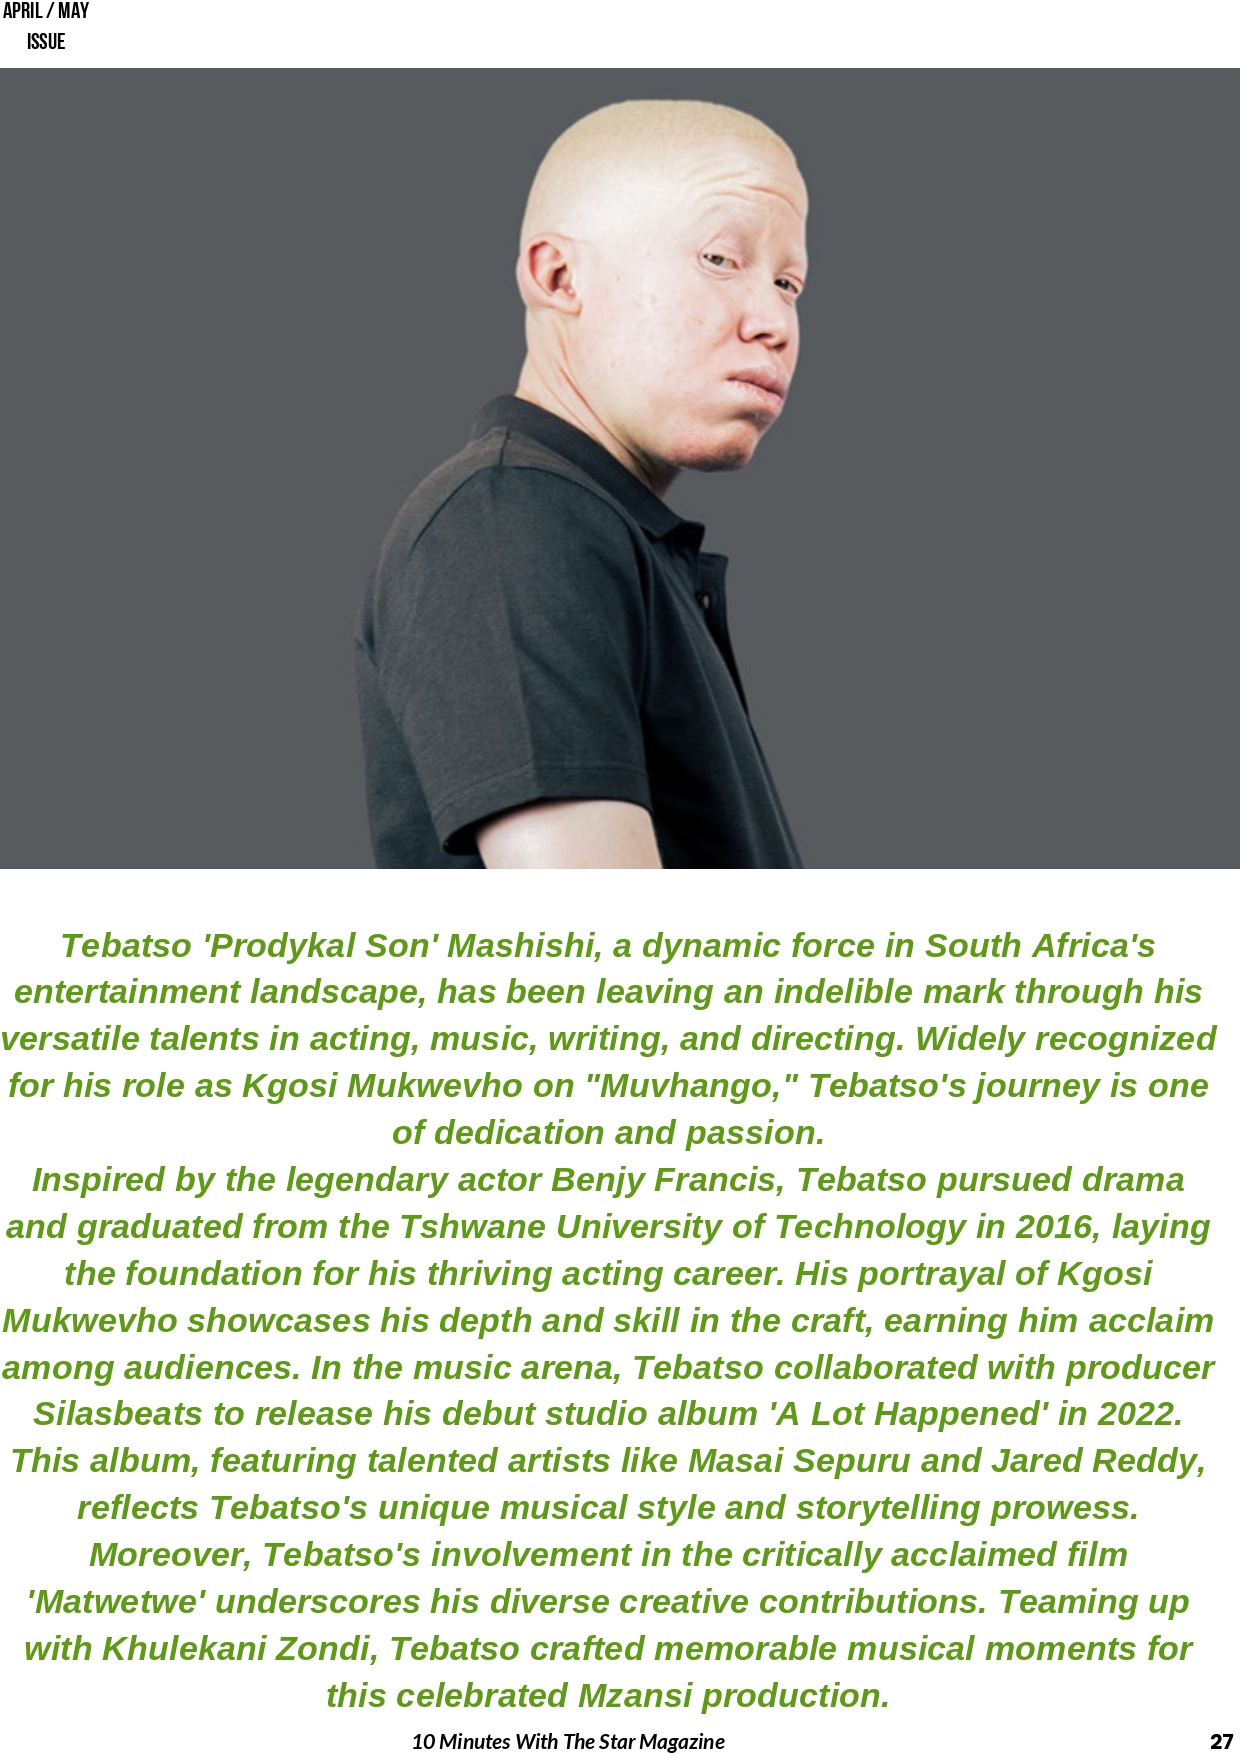 APRIL / MAY
ISSUE
Tebatso 'Prodykal Son' Mashishi, a dynamic force in South Africa's
entertainment landscape, has been leaving an indelible mark through his
versatile talents in acting, music, writing, and directing. Widely recognized
for his role as Kgosi Mukwevho on "Muvhango," Tebatso's journey is one
of dedication and passion.
Inspired by the legendary actor Benjy Francis, Tebatso pursued drama
and graduated from the Tshwane University of Technology in 2016, laying
the foundation for his thriving acting career. His portrayal of Kgosi
Mukwevho showcases his depth and skill in the craft, earning him acclaim
among audiences. In the music arena, Tebatso collaborated with producer
Silasbeats to release his debut studio album 'A Lot Happened' in 2022.
This album, featuring talented artists like Masai Sepuru and Jared Reddy,
reflects Tebatso's unique musical style and storytelling prowess.
Moreover, Tebatso's involvement in the critically acclaimed film
'Matwetwe' underscores his diverse creative contributions. Teaming up
with Khulekani Zondi, Tebatso crafted memorable musical moments for
this celebrated Mzansi production.
10 Minutes With The Star Magazine
27